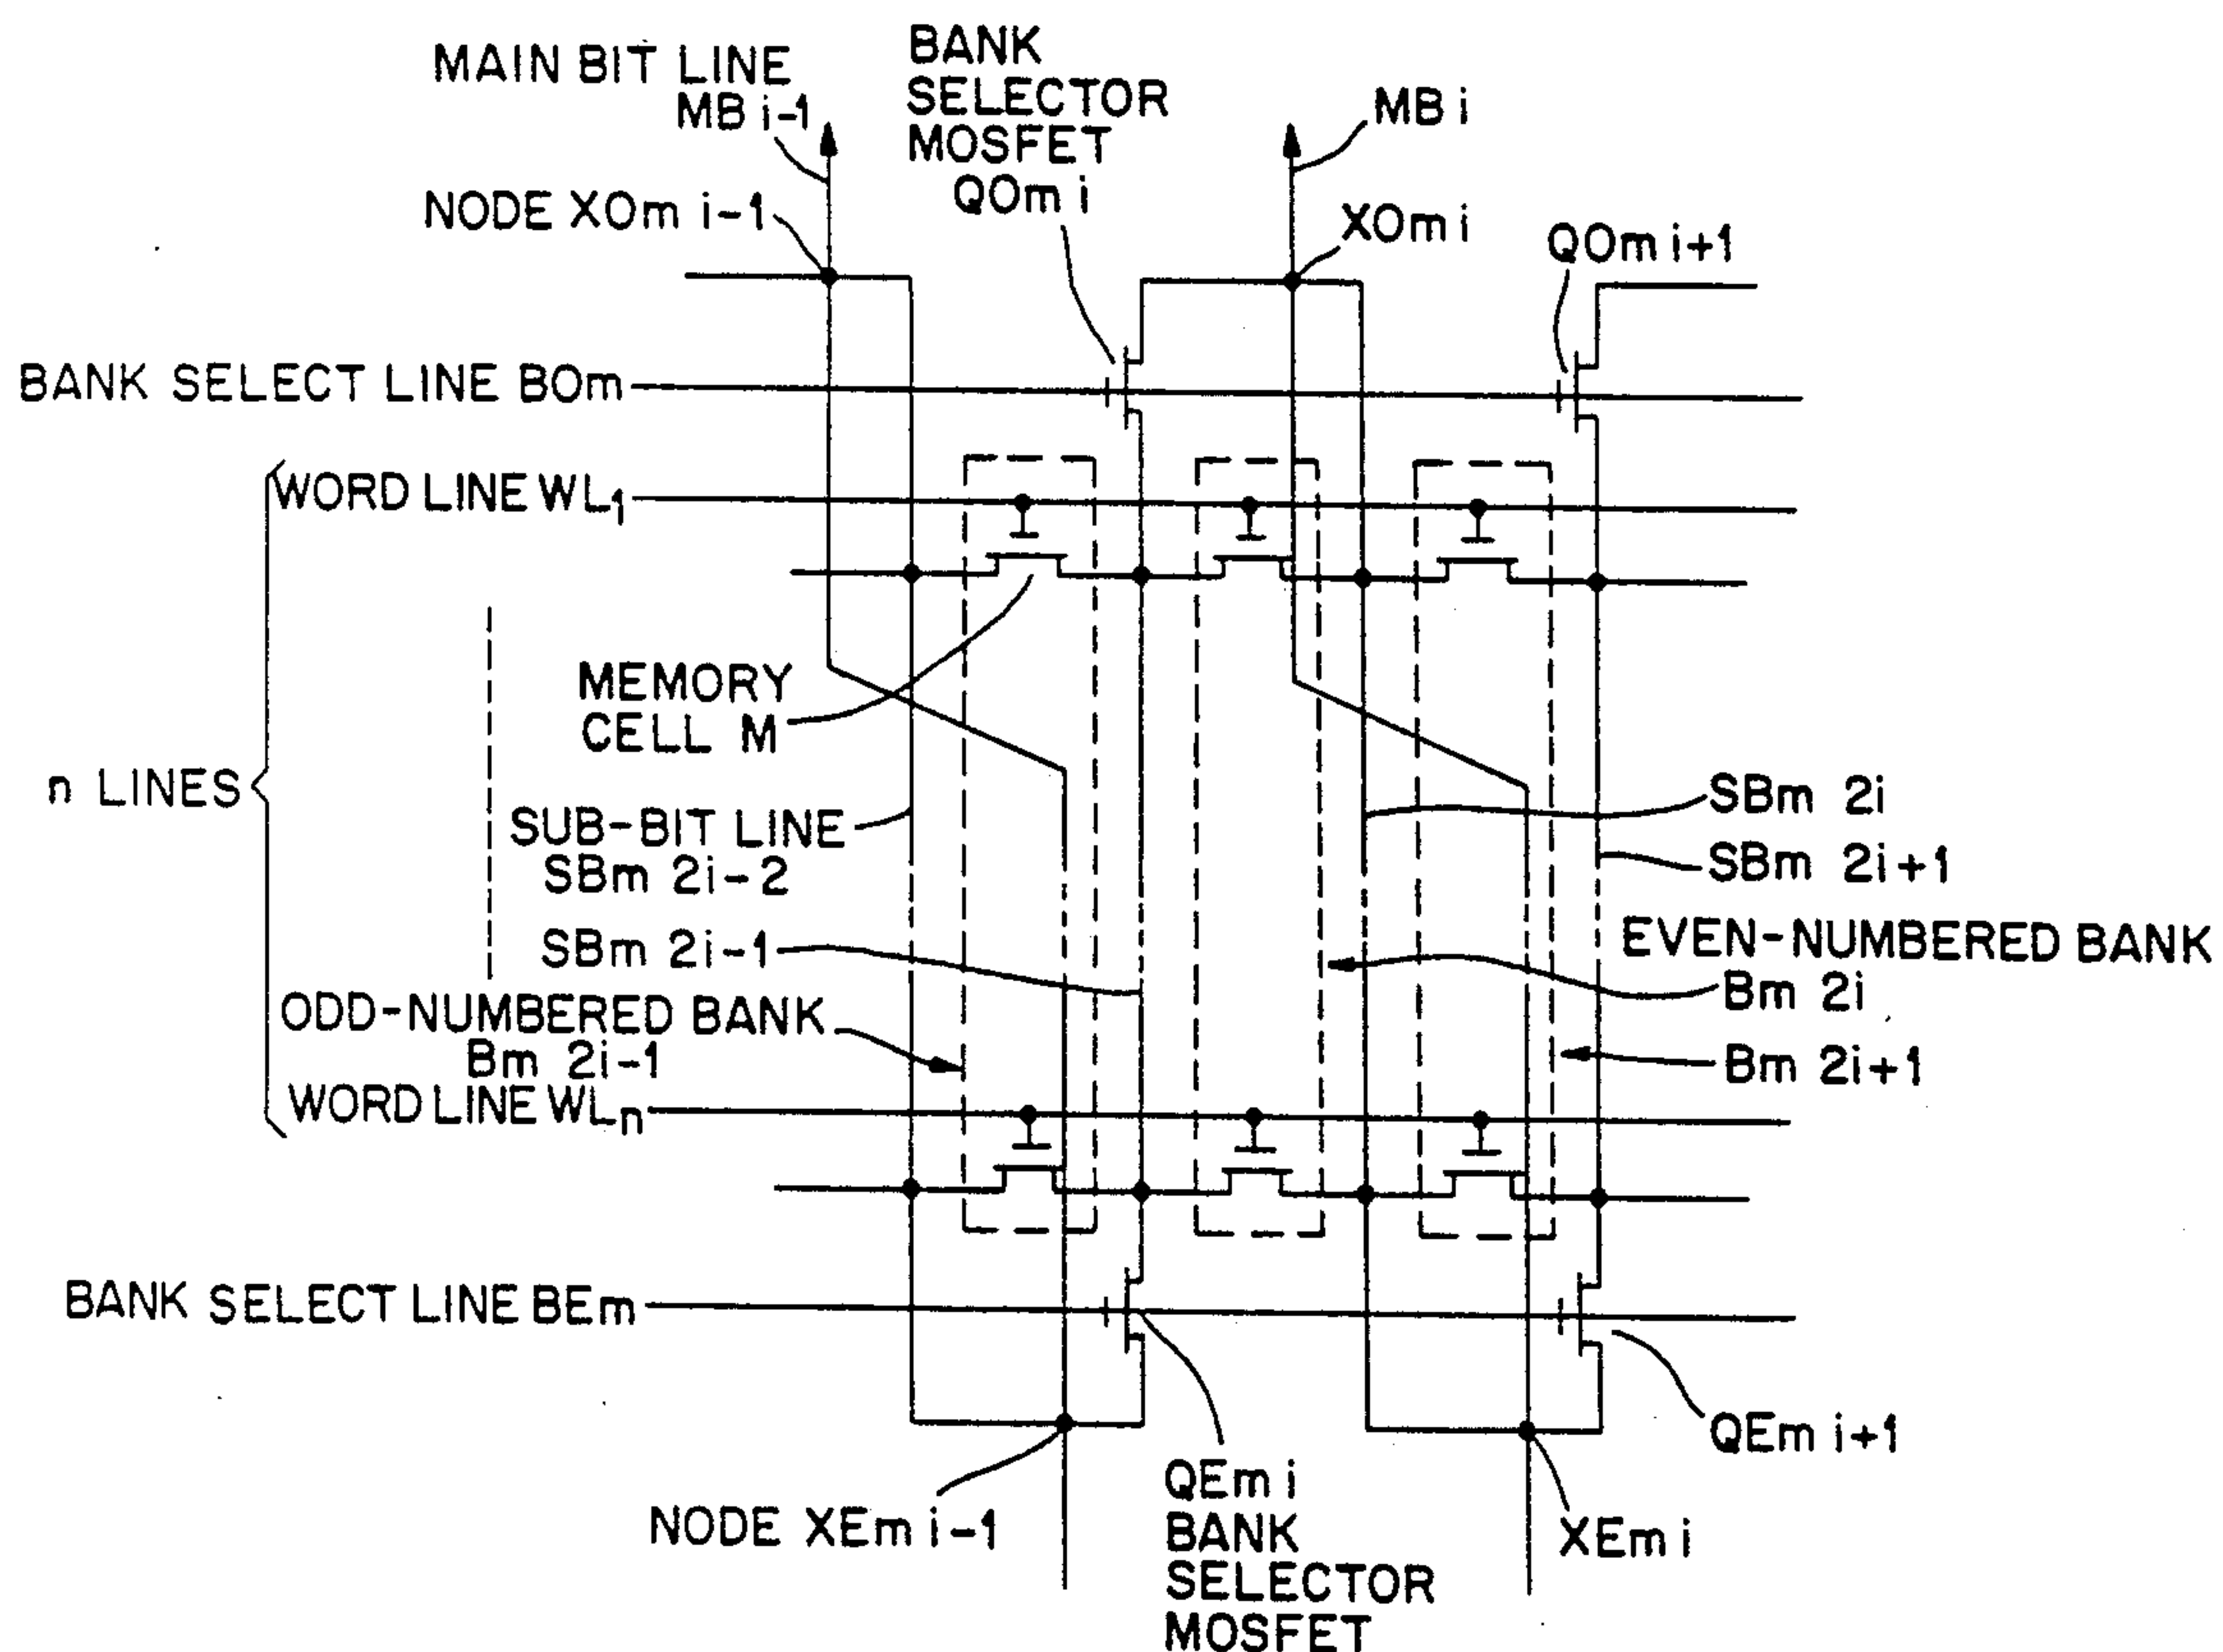 MAIN BIT LINE
MB i-1
BANK
SELECTOR
MOSFET
QOm i
MB i
NODE XOm i-1
XOm i
QOm i+1
BANK SELECT LINE BOm
WORD LINE WL1
MEMORY
CELL M
n LINES
SUB-BIT LINE
SBm 2i-2
SBm 2i
SBm 2i+1
SBm 2i-1
EVEN-NUMBERED BANK
Bm 2i
ODD-NUMBERED BANK
Bm 2i-1
Bm 2i+1
WORD LINE WLn
BANK SELECT LINE BEm
QEm i+1
NODE XEm i-1
QEm i
BANK
SELECTOR
MOSFET
XEm i